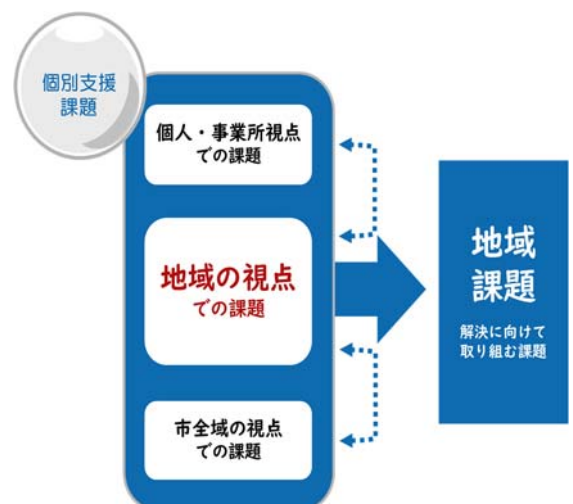 個別支援
課題
個人・事業所視点
での課題
地域の視点
での課題
市全域の視点
での課題
地域
課題
解決に向けて
取り組む課題